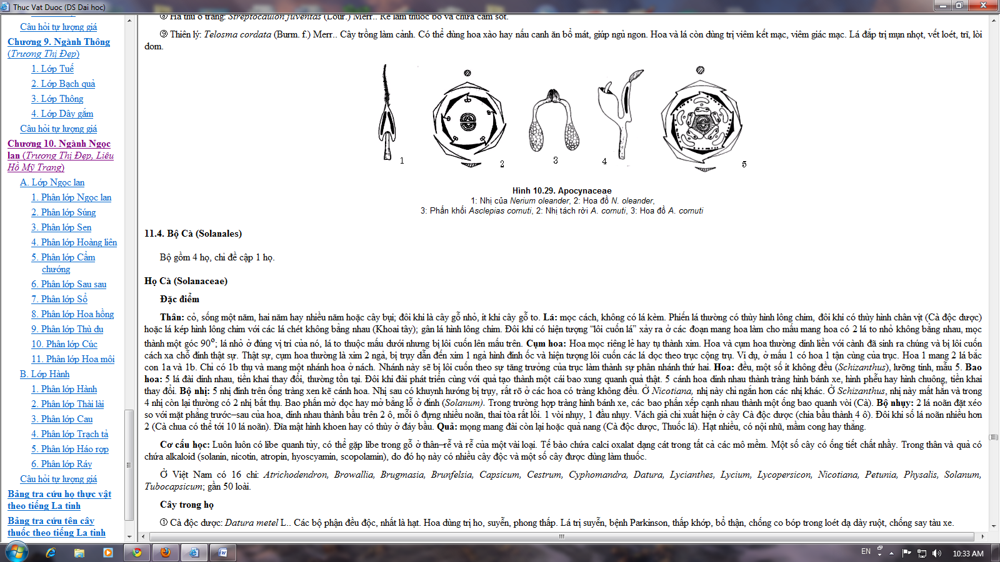 Thuc Vat Duoc (DS Dai hoc)
Câu hỏi tự lượng giá
Chương 9. Ngành Thông
(Trương Thị Đẹp)
1. Lớp Tuế
2. Lớp Bạch quả
3. Lớp Thông
4. Lớp Dây gắm
Câu hỏi tự lượng giá
Chương 10. Ngành Ngọc
lan (Trương Thị Đẹp, Liêu
Hồ Mỹ Trang)
A. Lớp Ngọc lan
1. Phân lớp Ngọc lan
2. Phân lớp Súng
3. Phân lớp Sen
4. Phân lớp Hoàng liên
5. Phân lớp Cẩm
chướng
6. Phân lớp Sau sau
7. Phân lớp Sổ
8. Phân lớp Hoa hồng
9. Phân lớp Thù du
10. Phân lớp Cúc
11. Phân lớp Hoa môi
B. Lớp Hành
1. Phân lớp Hành
2. Phân lớp Thài lài
3. Phân lớp Cau
4. Phân lớp Trạch tả
5. Phân lớp Háo rợp
6. Phân lớp Ráy
Câu hỏi tự lượng giá
Bảng tra cứu họ thực vật
theo tiếng La tinh
Bảng tra cứu tên cây
thuốc theo tiếng La tinh
⑧ Hà thủ ô trắng: Streptocaulon juventas (Lour.) Merr.. Rễ làm thuốc bổ và chữa cảm sốt.
⑨ Thiên lý: Telosma cordata (Burm. f.) Merr.. Cây trồng làm cảnh. Có thể dùng hoa xào hay nấu canh ăn bổ mát, giúp ngủ ngon. Hoa và lá còn dùng trị viêm kết mạc, viêm giác mạc. Lá đắp trị mụn nhọt, vết loét, trĩ, lòi
dom.
1 2 3 4 5
Hình 10.29. Apocynaceae
1: Nhị của Nerium oleander, 2: Hoa đồ N. oleander,
3: Phấn khối Asclepias cornuti, 2: Nhị tách rời A. cornuti, 3: Hoa đồ A. cornuti
11.4. Bộ Cà (Solanales)
Bộ gồm 4 họ, chỉ đề cập 1 họ.
Họ Cà (Solanaceae)
Đặc điểm
Thân: cỏ, sống một năm, hai năm hay nhiều năm hoặc cây bụi; đôi khi là cây gỗ nhỏ, ít khi cây gỗ to. Lá: mọc cách, không có lá kèm. Phiến lá thường có thùy hình lông chim, đôi khi có thùy hình chân vịt (Cà độc dược)
hoặc lá kép hình lông chim với các lá chét không bằng nhau (Khoai tây); gân lá hình lông chim. Đôi khi có hiện tượng “lôi cuốn lá” xảy ra ở các đoạn mang hoa làm cho mấu mang hoa có 2 lá to nhỏ không bằng nhau, mọc
thành một góc 90o; lá nhỏ ở đúng vị trí của nó, lá to thuộc mấu dưới nhưng bị lôi cuốn lên mấu trên. Cụm hoa: Hoa mọc riêng lẻ hay tụ thành xim. Hoa và cụm hoa thường dính liền với cành đã sinh ra chúng và bị lôi cuốn
cách xa chỗ đính thật sự. Thật sự, cụm hoa thường là xim 2 ngả, bị trụy dẫn đến xim 1 ngả hình đinh ốc và hiện tượng lôi cuốn các lá dọc theo trục cộng trụ. Ví dụ, ở mấu 1 có hoa 1 tận cùng của trục. Hoa 1 mang 2 lá bắc
con 1a và 1b. Chỉ có 1b thụ và mang một nhánh hoa ở nách. Nhánh này sẽ bị lôi cuốn theo sự tăng trưởng của trục làm thành sự phân nhánh thứ hai. Hoa: đều, một số ít không đều (Schizanthus), lưỡng tính, mẫu 5. Bao
hoa: 5 lá đài dính nhau, tiền khai thay đổi, thường tồn tại. Đôi khi đài phát triển cùng với quả tạo thành một cái bao xung quanh quả thật. 5 cánh hoa dính nhau thành tràng hình bánh xe, hình phễu hay hình chuông, tiền khai
thay đổi. Bộ nhị: 5 nhị đính trên ống tràng xen kẽ cánh hoa. Nhị sau có khuynh hướng bị trụy, rất rõ ở các hoa có tràng không đều. Ở Nicotiana, nhị này chỉ ngắn hơn các nhị khác. Ở Schizanthus, nhị này mất hẳn và trong
4 nhị còn lại thường có 2 nhị bất thụ. Bao phấn mở dọc hay mở bằng lỗ ở đỉnh (Solanum). Trong trường hợp tràng hình bánh xe, các bao phấn xếp cạnh nhau thành một ống bao quanh vòi (Cà). Bộ nhụy: 2 lá noãn đặt xéo
so với mặt phẳng trước–sau của hoa, dính nhau thành bầu trên 2 ô, mỗi ô đựng nhiều noãn, thai tòa rất lồi. 1 vòi nhụy, 1 đầu nhụy. Vách giả chỉ xuất hiện ở cây Cà độc dược (chia bầu thành 4 ô). Đôi khi số lá noãn nhiều hơn
2 (Cà chua có thể tới 10 lá noãn). Đĩa mật hình khoen hay có thùy ở đáy bầu. Quả: mọng mang đài còn lại hoặc quả nang (Cà độc dược, Thuốc lá). Hạt nhiều, có nội nhũ, mầm cong hay thẳng.
Cơ cấu học: Luôn luôn có libe quanh tủy, có thể gặp libe trong gỗ ở thân–rễ và rễ của một vài loại. Tế bào chứa calci oxalat dạng cát trong tất cả các mô mềm. Một số cây có ống tiết chất nhầy. Trong thân và quả có
chứa alkaloid (solanin, nicotin, atropin, hyoscyamin, scopolamin), do đó họ này có nhiều cây độc và một số cây được dùng làm thuốc.
Ở Việt Nam có 16 chi: Atrichodendron, Browallia, Brugmasia, Brunfelsia, Capsicum, Cestrum, Cyphomandra, Datura, Lycianthes, Lycium, Lycopersicon, Nicotiana, Petunia, Physalis, Solanum,
Tubocapsicum; gần 50 loài.
Cây trong họ
① Cà độc dược: Datura metel L.. Các bộ phận đều độc, nhất là hạt. Hoa dùng trị ho, suyễn, phong thấp. Lá trị suyễn, bệnh Parkinson, thấp khớp, bổ thận, chống co bóp trong loét dạ dày ruột, chống say tàu xe.
EN
10:33 AM